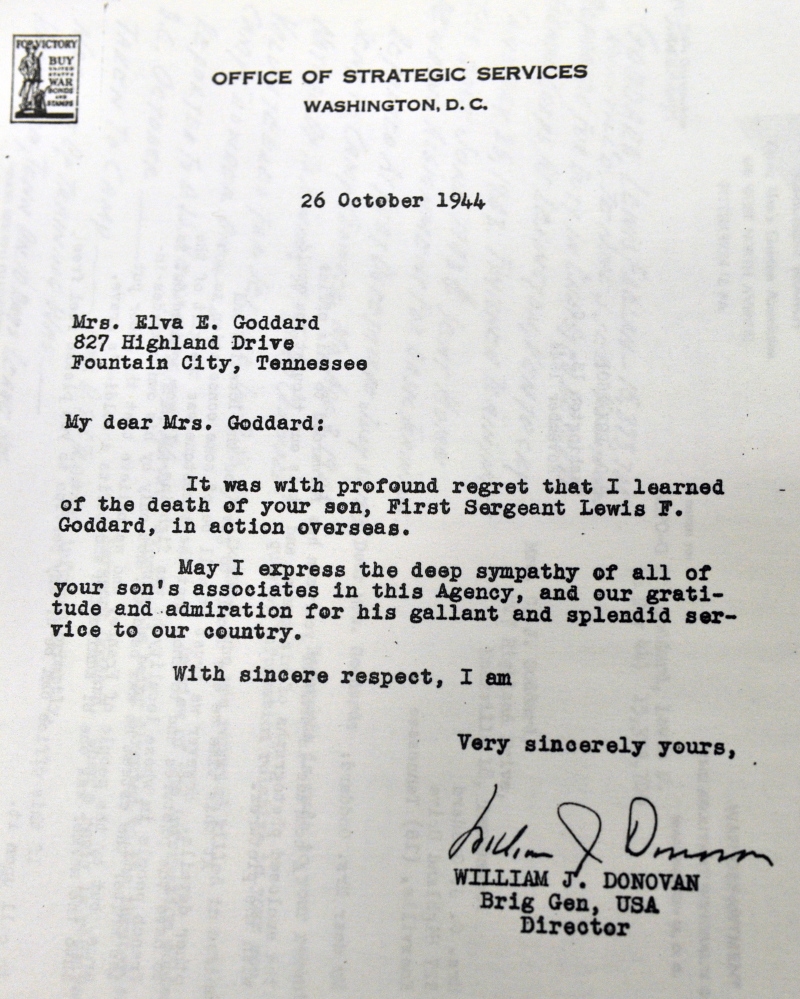 FOR VICTORY
BUY
UNITED
STATES
WAR
BONDS
AND
STAMPS
OFFICE OF STRATEGIC SERVICES
WASHINGTON, D. C.
26 October 1944
Mrs. Elva E. Goddard
827 Highland Drive
Fountain City, Tennessee
My dear Mrs. Goddard:
It was with profound regret that I learned
of the death of your son, First Sergeant Lewis F.
Goddard, in action overseas.
May I express the deep sympathy of all of
your son's associates in this Agency, and our grati-
tude and admiration for his gallant and splendid ser-
vice to our country.
With sincere respect, I am
Very sincerely yours,
William J Donovan
WILLIAM J. DONOVAN
Brig Gen, USA
Director